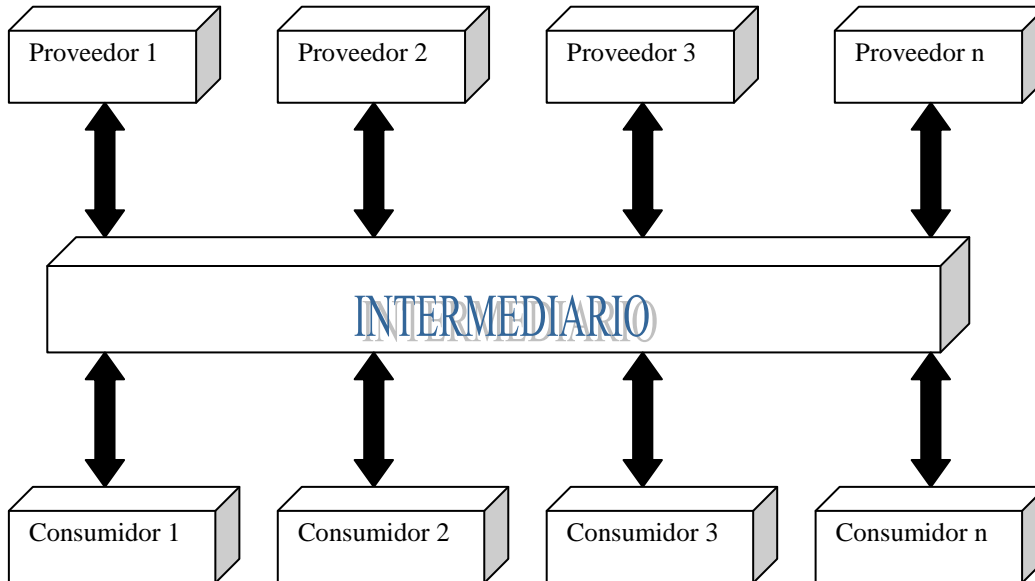 Proveedor 1
Proveedor 2
Proveedor 3
Proveedor n
INTERMEDIARIO
Consumidor 1
Consumidor 2
Consumidor 3
Consumidor n